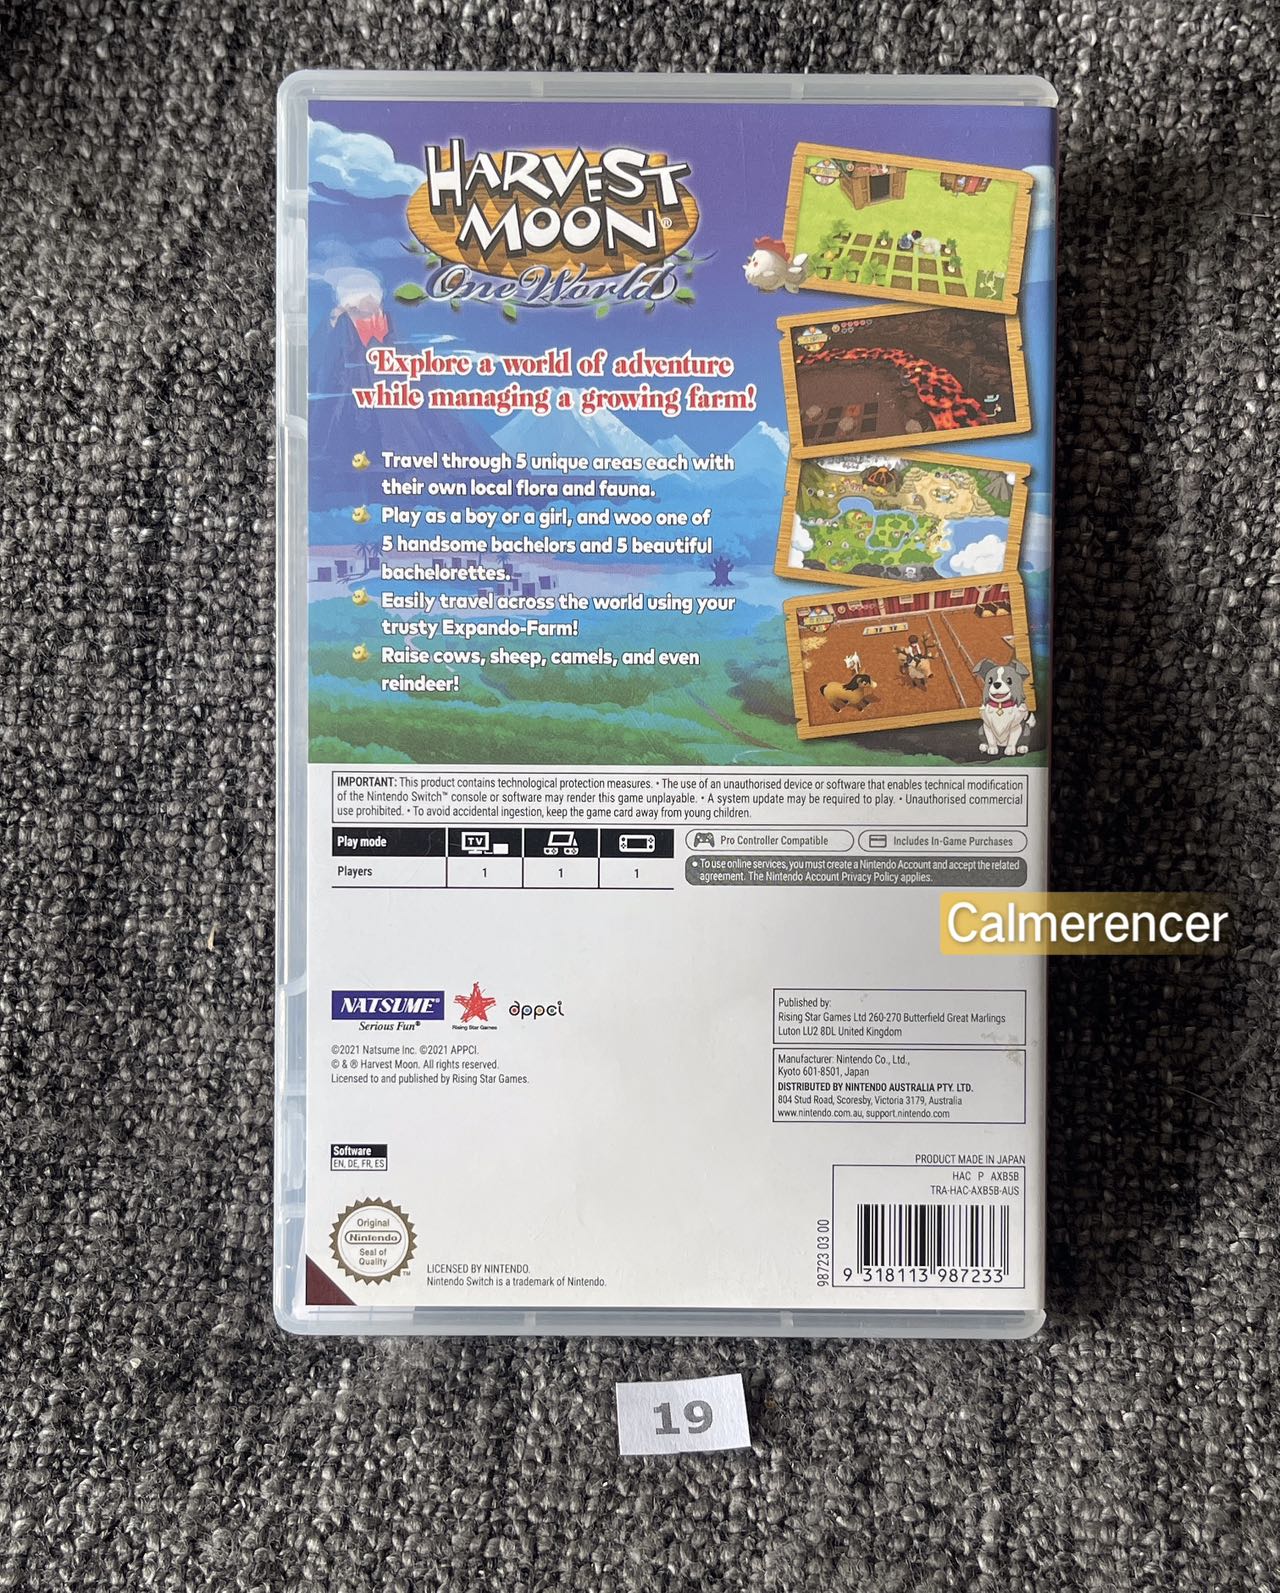 HARVEST
MOON®
One World
Explore a world of adventure
while managing a growing farm!
Travel through 5 unique areas each with
their own local flora and fauna.
Play as a boy or a girl, and woo one of
5 handsome bachelors and 5 beautiful
bachelorettes.
Easily travel across the world using your
trusty Expando-Farm!
Raise cows, sheep, camels, and even
reindeer!
IMPORTANT: This product contains technological protection measures. • The use of an unauthorised device or software that enables technical modification
of the Nintendo Switch™ console or software may render this game unplayable. • A system update may be required to play. • Unauthorised commercial
use prohibited. • To avoid accidental ingestion, keep the game card away from young children.
Play mode TV
Players 1 1 1
Pro Controller Compatible
Includes In-Game Purchases
• To use online services, you must create a Nintendo Account and accept the related
agreement. The Nintendo Account Privacy Policy applies.
Calmerencer
NATSUME®
Serious Fun®
Rising Star Games
appci
©2021 Natsume Inc. ©2021 APPCI.
© & ® Harvest Moon. All rights reserved.
Licensed to and published by Rising Star Games.
Published by:
Rising Star Games Ltd 260-270 Butterfield Great Marlings
Luton LU2 8DL United Kingdom
Manufacturer: Nintendo Co., Ltd.,
Kyoto 601-8501, Japan
DISTRIBUTED BY NINTENDO AUSTRALIA PTY. LTD.
804 Stud Road, Scoresby, Victoria 3179, Australia
www.nintendo.com.au, support.nintendo.com
Software
EN, DE, FR, ES
PRODUCT MADE IN JAPAN
HAC P AXB5B
TRA-HAC-AXB5B-AUS
98723 03 00
9 318113 987233
Original
Nintendo
Seal of
Quality
TM
LICENSED BY NINTENDO.
Nintendo Switch is a trademark of Nintendo.
19